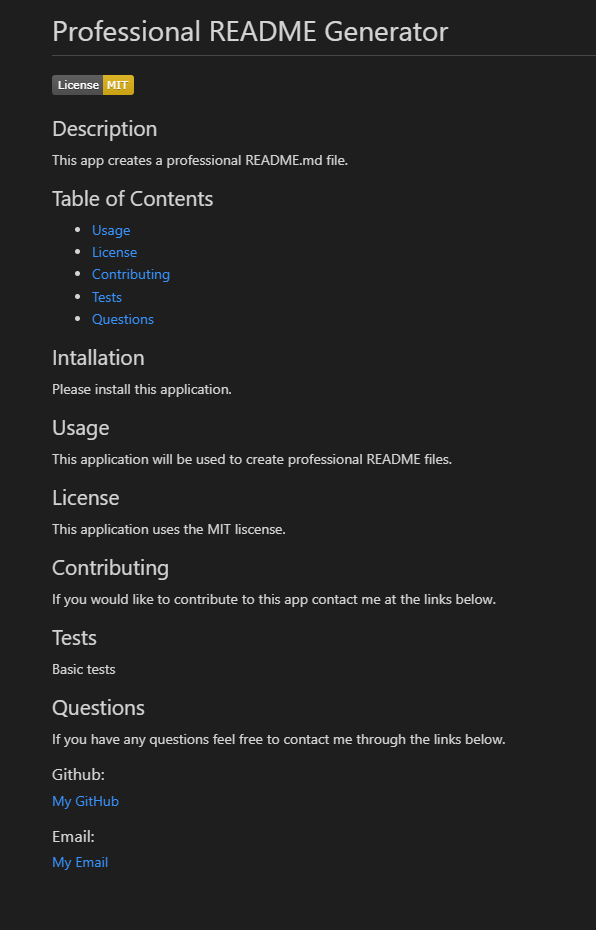 Professional README Generator
License MIT
Description
This app creates a professional README.md file.
Table of Contents
Usage
License
Contributing
Tests
Questions
Intallation
Please install this application.
Usage
This application will be used to create professional README files.
License
This application uses the MIT liscense.
Contributing
If you would like to contribute to this app contact me at the links below.
Tests
Basic tests
Questions
If you have any questions feel free to contact me through the links below.
Github:
My GitHub
Email:
My Email